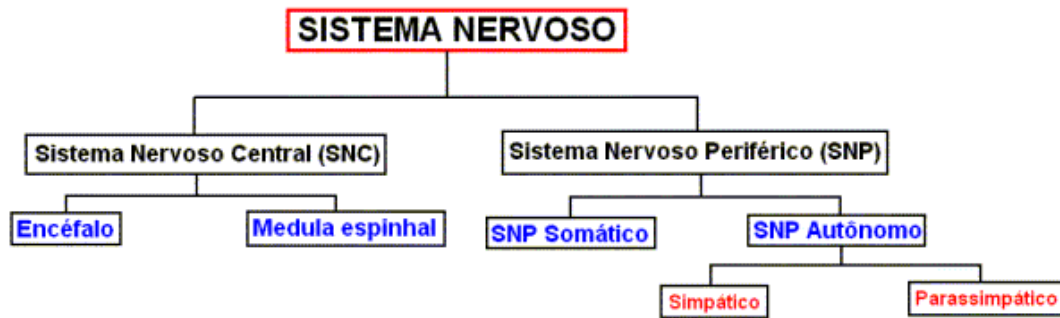 SISTEMA NERVOSO
Sistema Nervoso Central (SNC)
Sistema Nervoso Periférico (SNP)
Encéfalo
Medula espinhal
SNP Somático
SNP Autônomo
Simpático
Parassimpático